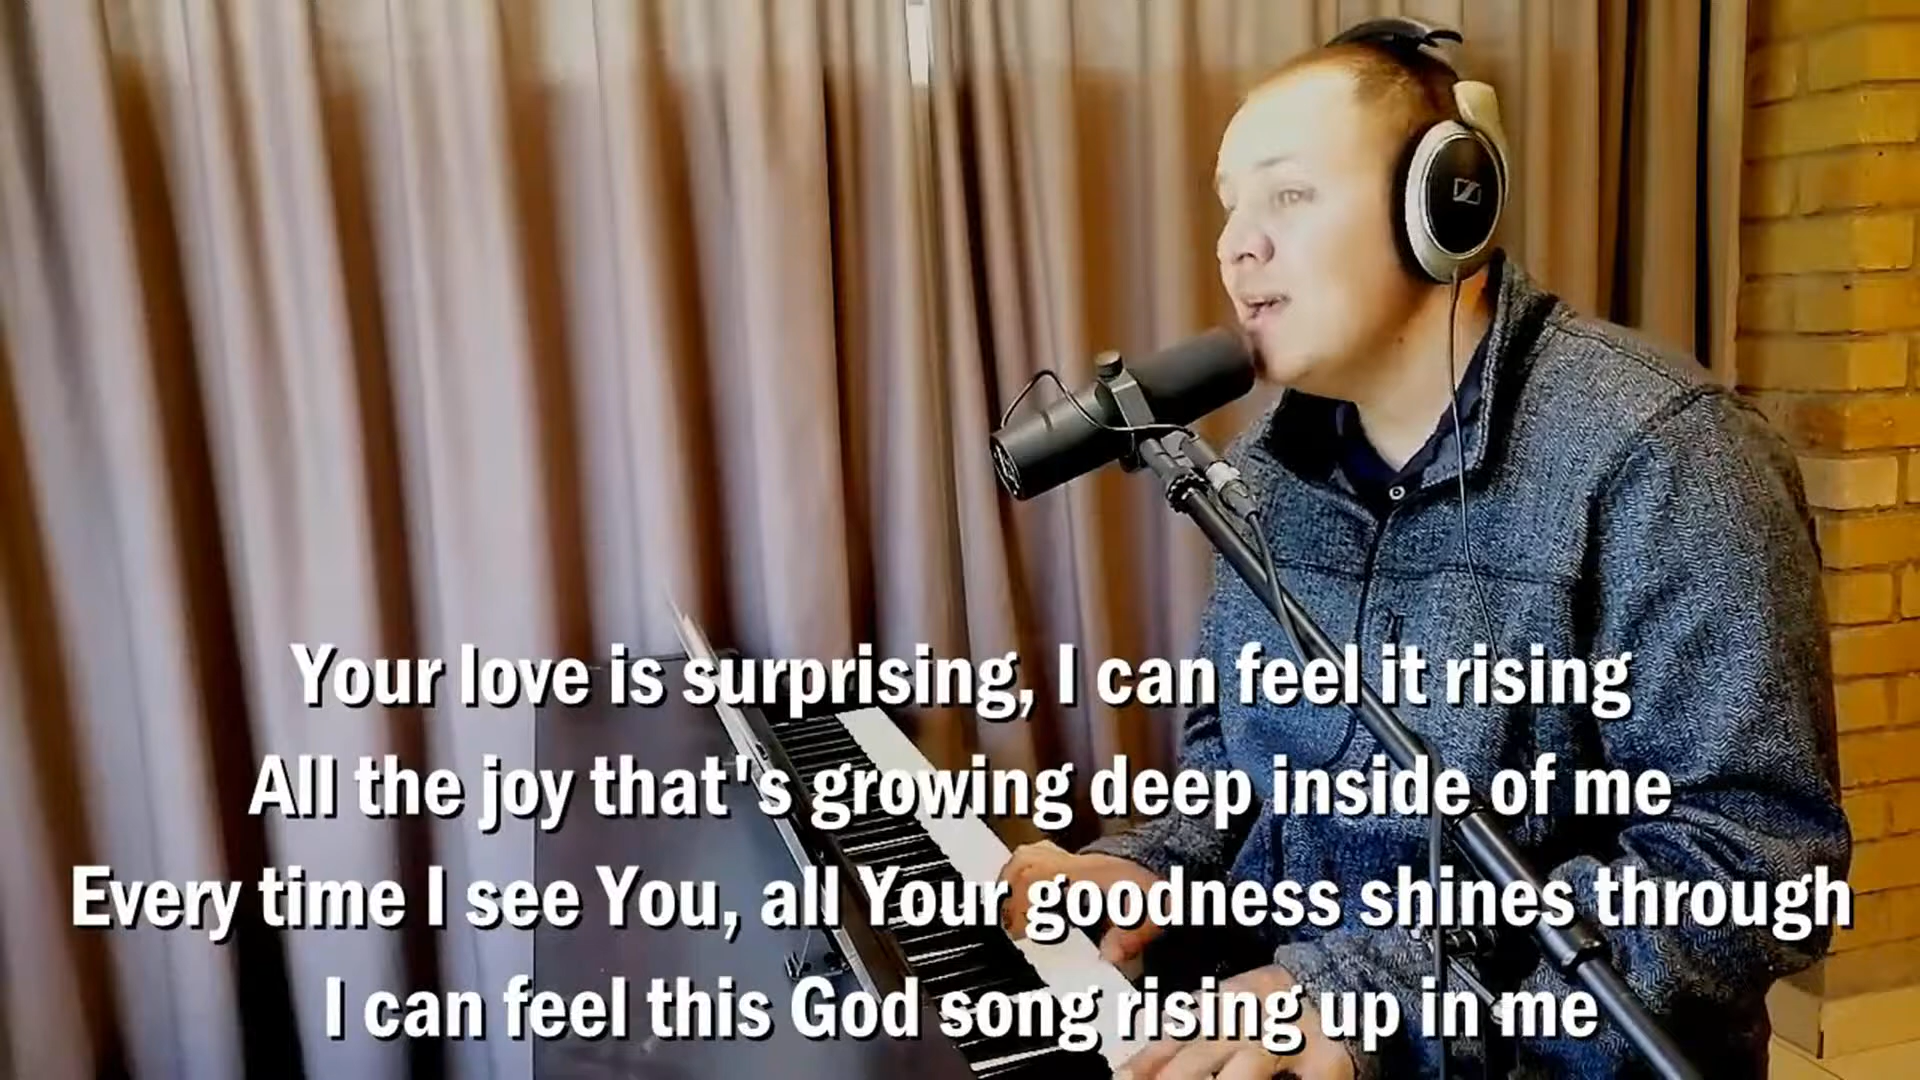 Your love is surprising, I can feel it rising
All the joy that's growing deep inside of me
Every time I see You, all Your goodness shines through
I can feel this God song rising up in me